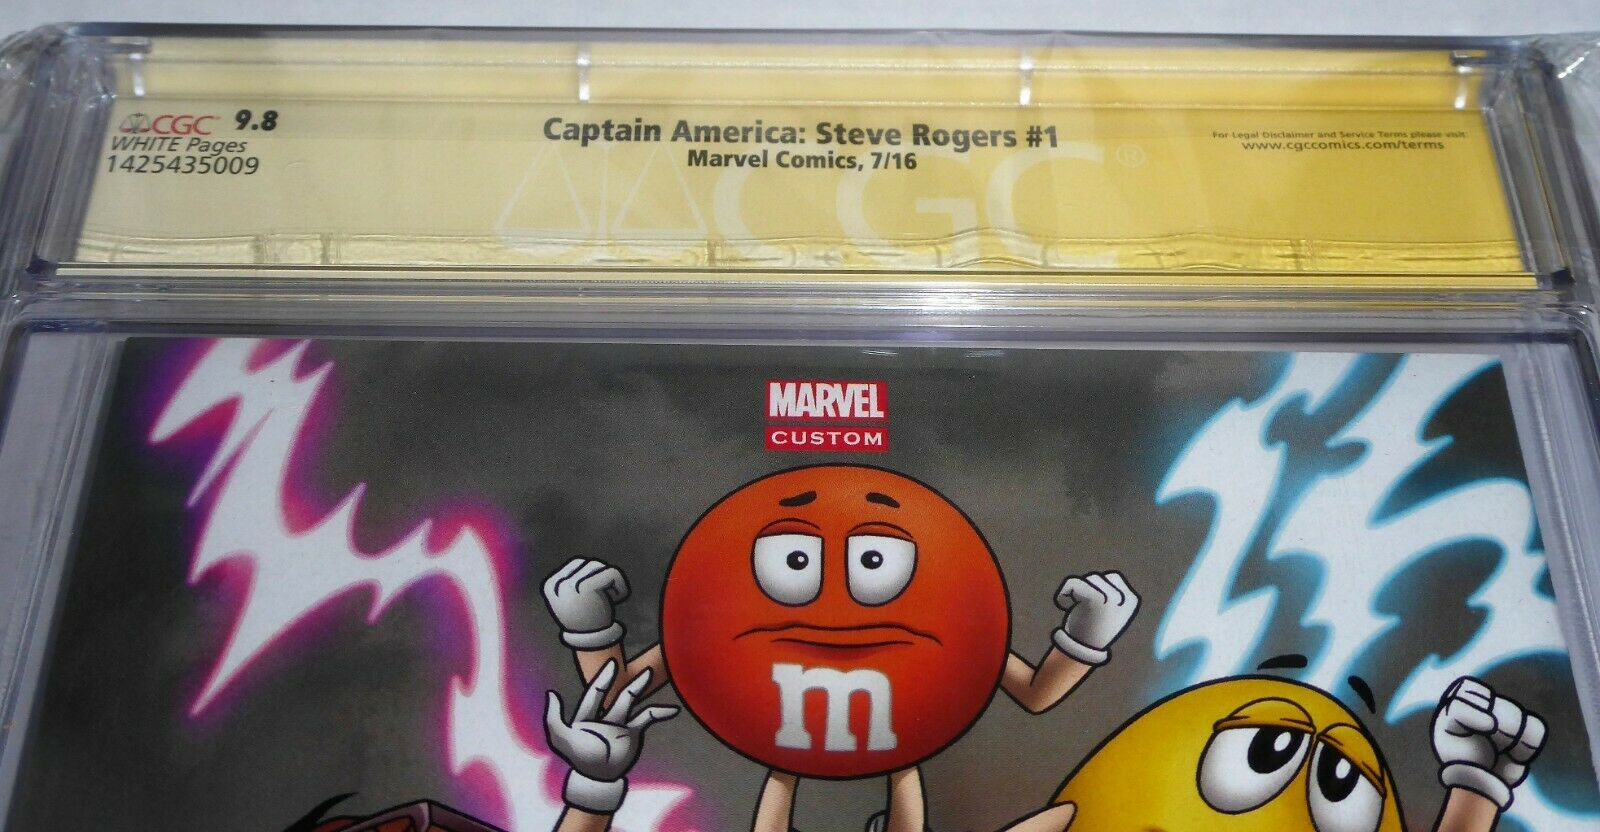 CGC 9.8
WHITE Pages
1425435009
Captain America: Steve Rogers #1
Marvel Comics, 7/16
For Legal Disclaimer and Service Terms please visit:
www.cgccomics.com/terms
CGC®
MARVEL
CUSTOM
m